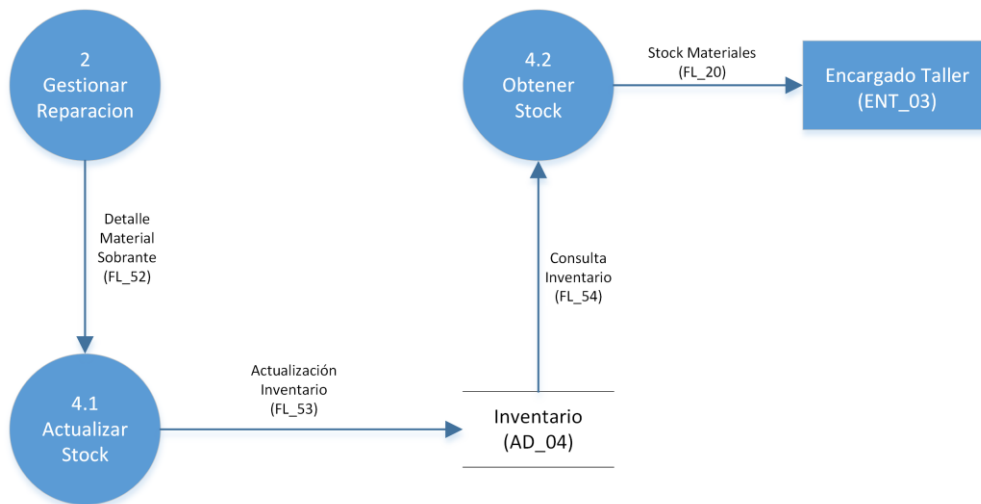 2
Gestionar
Reparacion
4.2
Obtener
Stock
Stock Materiales
(FL_20)
Encargado Taller
(ENT_03)
Detalle
Material
Sobrante
(FL_52)
Consulta
Inventario
(FL_54)
4.1
Actualizar
Stock
Actualización
Inventario
(FL_53)
Inventario
(AD_04)